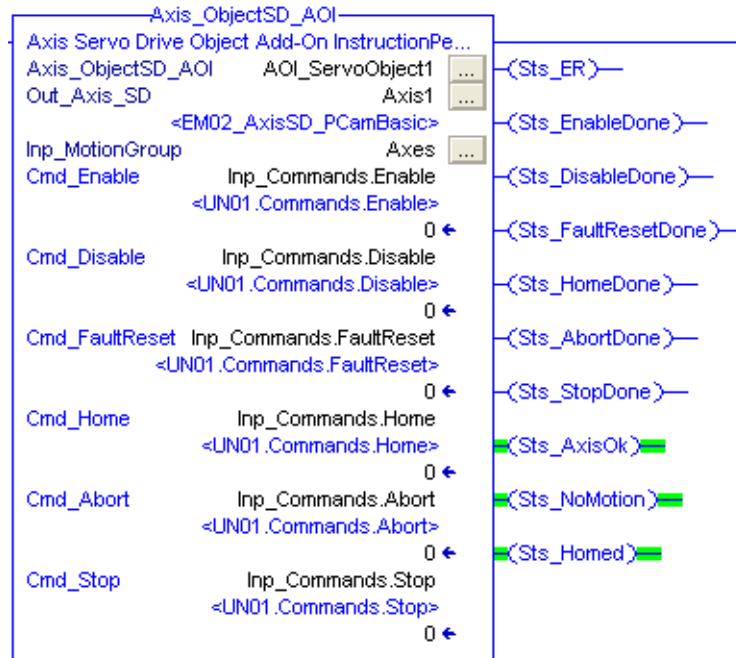 Axis_ObjectSD_AOI
Axis Servo Drive Object Add-On InstructionPe...
Axis_ObjectSD_AOI AOI_ServoObject1 ... (Sts_ER)
Out_Axis_SD Axis1 ...
<EM02_AxisSD_PCamBasic> (Sts_EnableDone)
Inp_MotionGroup Axes ...
Cmd_Enable Inp_Commands.Enable (Sts_DisableDone)
<UN01.Commands.Enable>
0 (Sts_FaultResetDone)
Cmd_Disable Inp_Commands.Disable
<UN01.Commands.Disable> (Sts_HomeDone)
0
Cmd_FaultReset Inp_Commands.FaultReset (Sts_AbortDone)
<UN01.Commands.FaultReset>
0 (Sts_StopDone)
Cmd_Home Inp_Commands.Home
<UN01.Commands.Home> (Sts_AxisOk)
0
Cmd_Abort Inp_Commands.Abort (Sts_NoMotion)
<UN01.Commands.Abort>
0 (Sts_Homed)
Cmd_Stop Inp_Commands.Stop
<UN01.Commands.Stop>
0